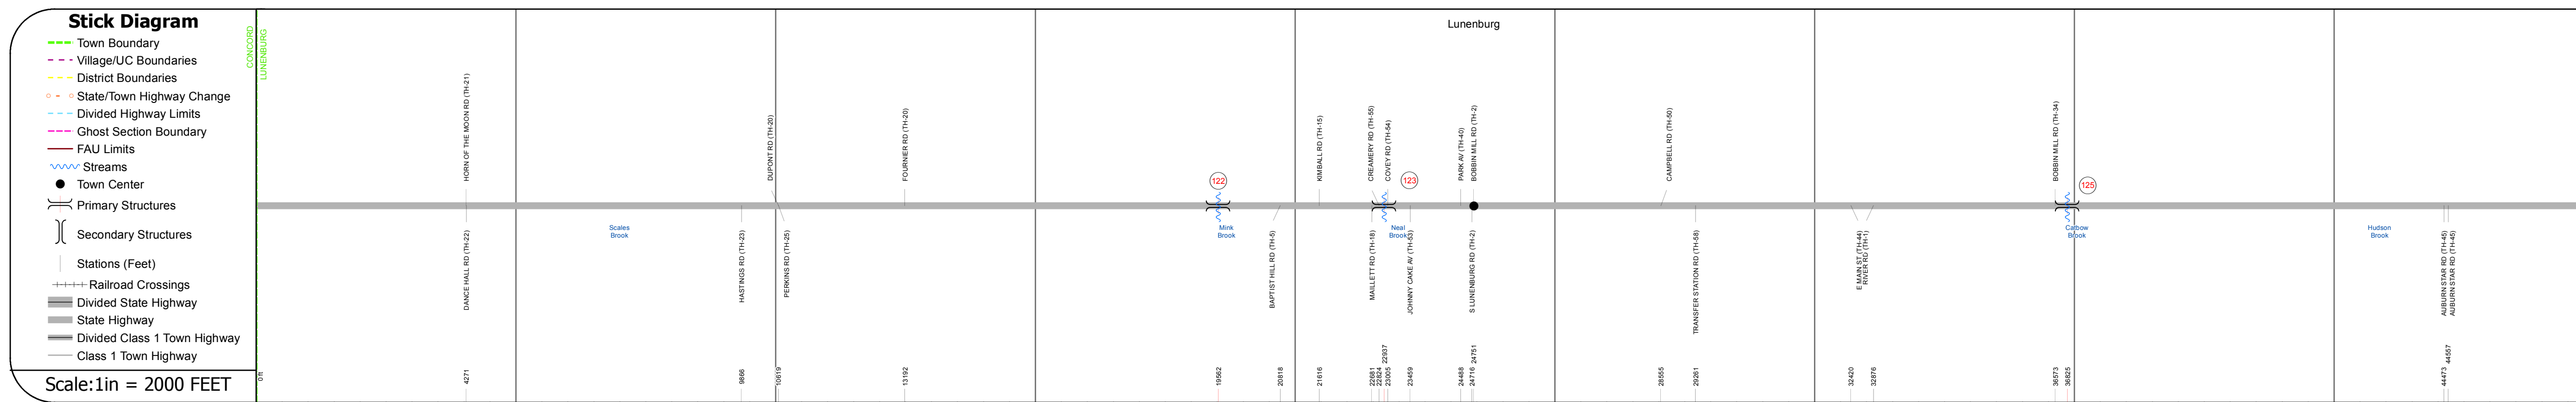 Stick Diagram
Town Boundary
Village/UC Boundaries
District Boundaries
State/Town Highway Change
Divided Highway Limits
Ghost Section Boundary
FAU Limits
Streams
Town Center
Primary Structures
Secondary Structures
Stations (Feet)
Railroad Crossings
Divided State Highway
State Highway
Divided Class 1 Town Highway
Class 1 Town Highway
Scale:1in = 2000 FEET
CONCORD
LUNENBURG
Lunenburg
HORN OF THE MOON RD (TH-21)
DUPONT RD (TH-20)
FOURNIER RD (TH-20)
122
KIMBALL RD (TH-15)
CREAMERY RD (TH-55)
COVEY RD (TH-54)
123
PARK AV (TH-40)
BOBBIN MILL RD (TH-2)
CAMPBELL RD (TH-50)
BOBBIN MILL RD (TH-34)
125
DANCE HALL RD (TH-22)
Scales
Brook
HASTINGS RD (TH-23)
PERKINS RD (TH-25)
Mink
Brook
BAPTIST HILL RD (TH-5)
MAILLETT RD (TH-18)
Neal
Brook
JOHNNY CAKE AV (TH-53)
S LUNENBURG RD (TH-2)
TRANSFER STATION RD (TH-58)
E MAIN ST (TH-44)
RIVER RD (TH-1)
Carbow
Brook
Hudson
Brook
AUBURN STAR RD (TH-45)
AUBURN STAR RD (TH-45)
0 ft
4271
9866
10619
13192
19562
20818
21616
22681
22824
22937
23005
23459
24488
24716
24751
28555
29261
32420
32876
36573
36825
44473
44557